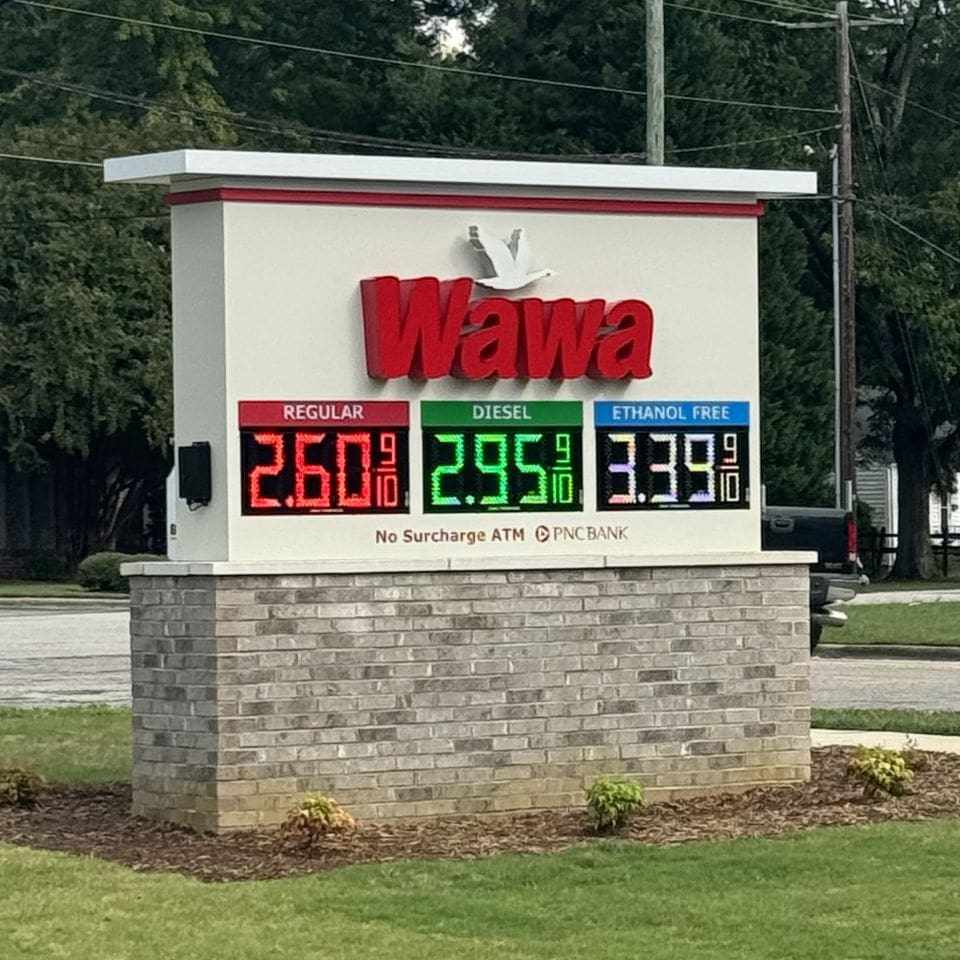 Wawa
REGULAR DIESEL ETHANOL FREE
2.60 9/10 2.95 9/10 3.39 9/10
No Surcharge ATM PNC BANK